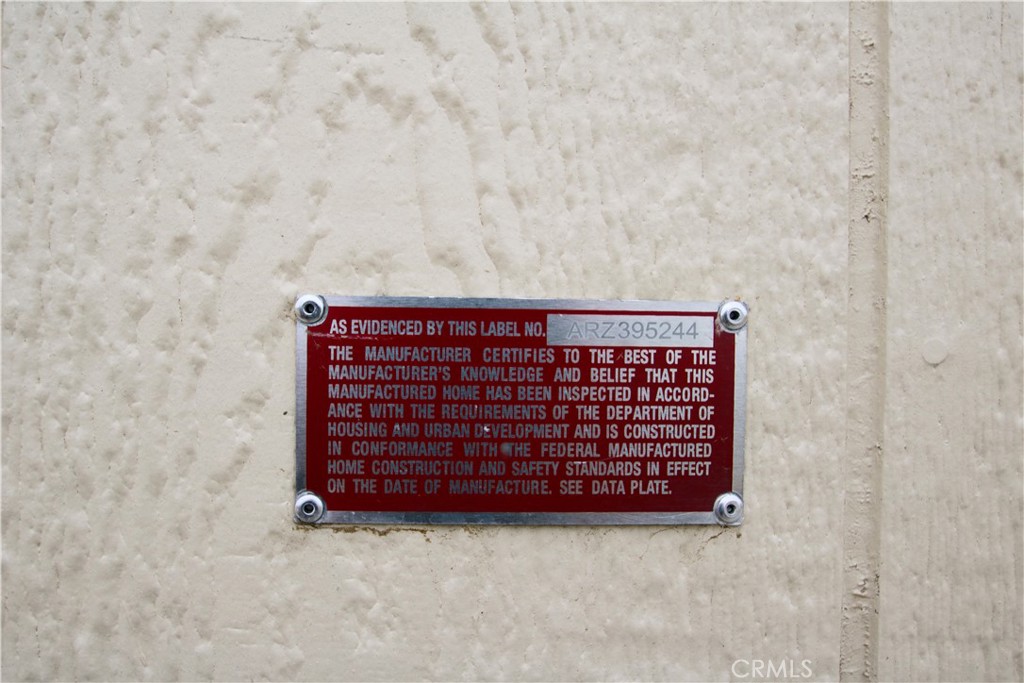 AS EVIDENCED BY THIS LABEL NO. ARZ395244
THE MANUFACTURER CERTIFIES TO THE BEST OF THE
MANUFACTURER'S KNOWLEDGE AND BELIEF THAT THIS
MANUFACTURED HOME HAS BEEN INSPECTED IN ACCORD-
ANCE WITH THE REQUIREMENTS OF THE DEPARTMENT OF
HOUSING AND URBAN DEVELOPMENT AND IS CONSTRUCTED
IN CONFORMANCE WITH THE FEDERAL MANUFACTURED
HOME CONSTRUCTION AND SAFETY STANDARDS IN EFFECT
ON THE DATE OF MANUFACTURE. SEE DATA PLATE.
CRMLS